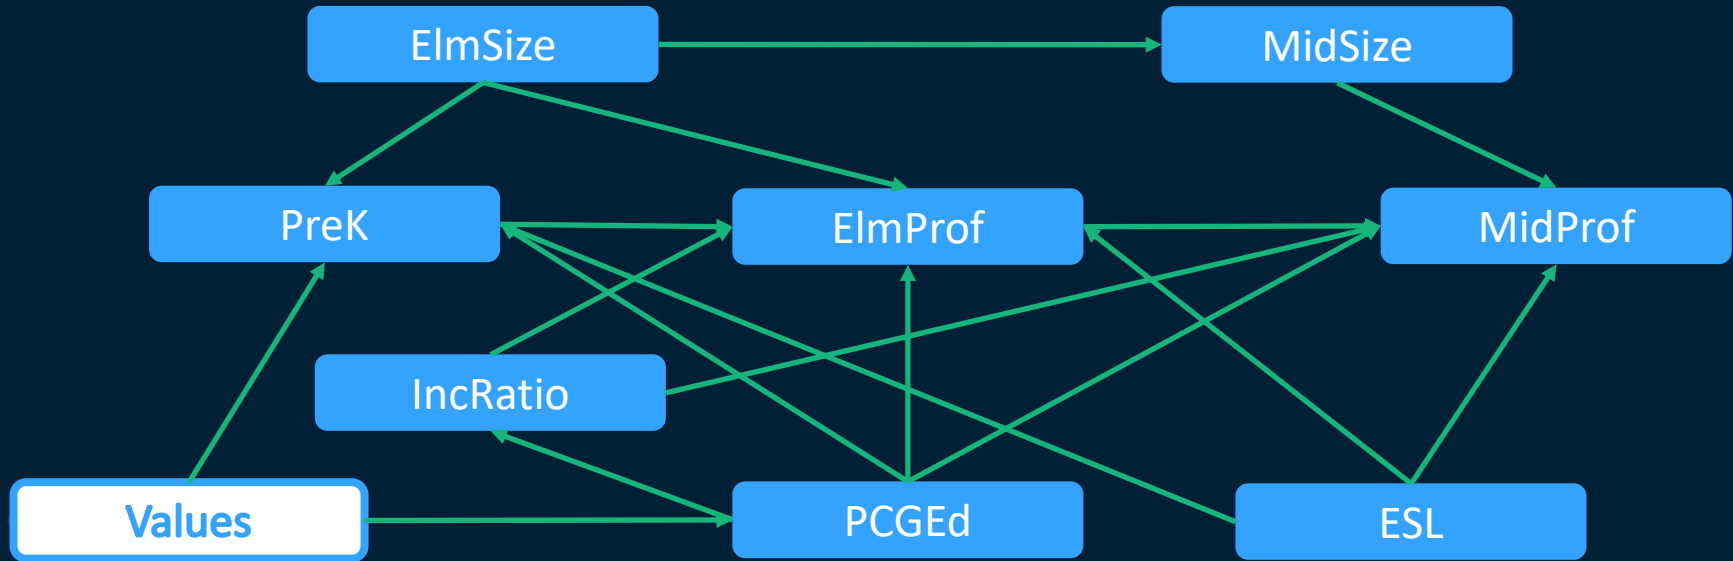 ElmSize
MidSize
PreK
ElmProf
MidProf
IncRatio
Values
PCGEd
ESL